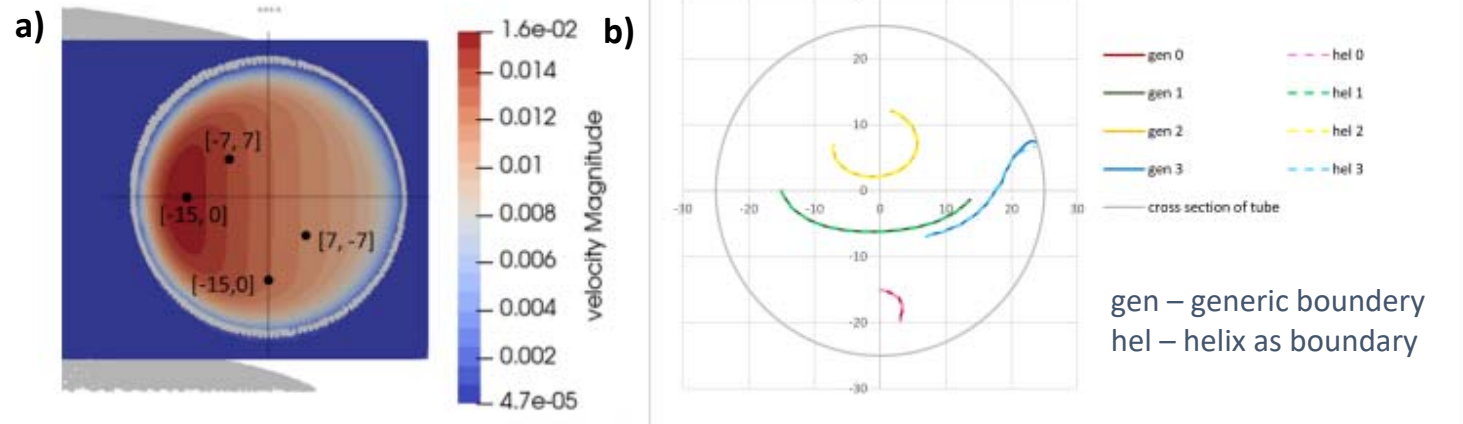 a)
1.6e-02
0.014
0.012
0.01
0.008
0.006
0.004
0.002
4.7e-05
velocity Magnitude
[-7, 7]
[-15, 0]
[7, -7]
[-15,0]
b)
20
10
0
-10
-20
-30
-30 -20 -10 0 10 20 30
gen 0 hel 0
gen 1 hel 1
gen 2 hel 2
gen 3 hel 3
cross section of tube
gen – generic boundery
hel – helix as boundary